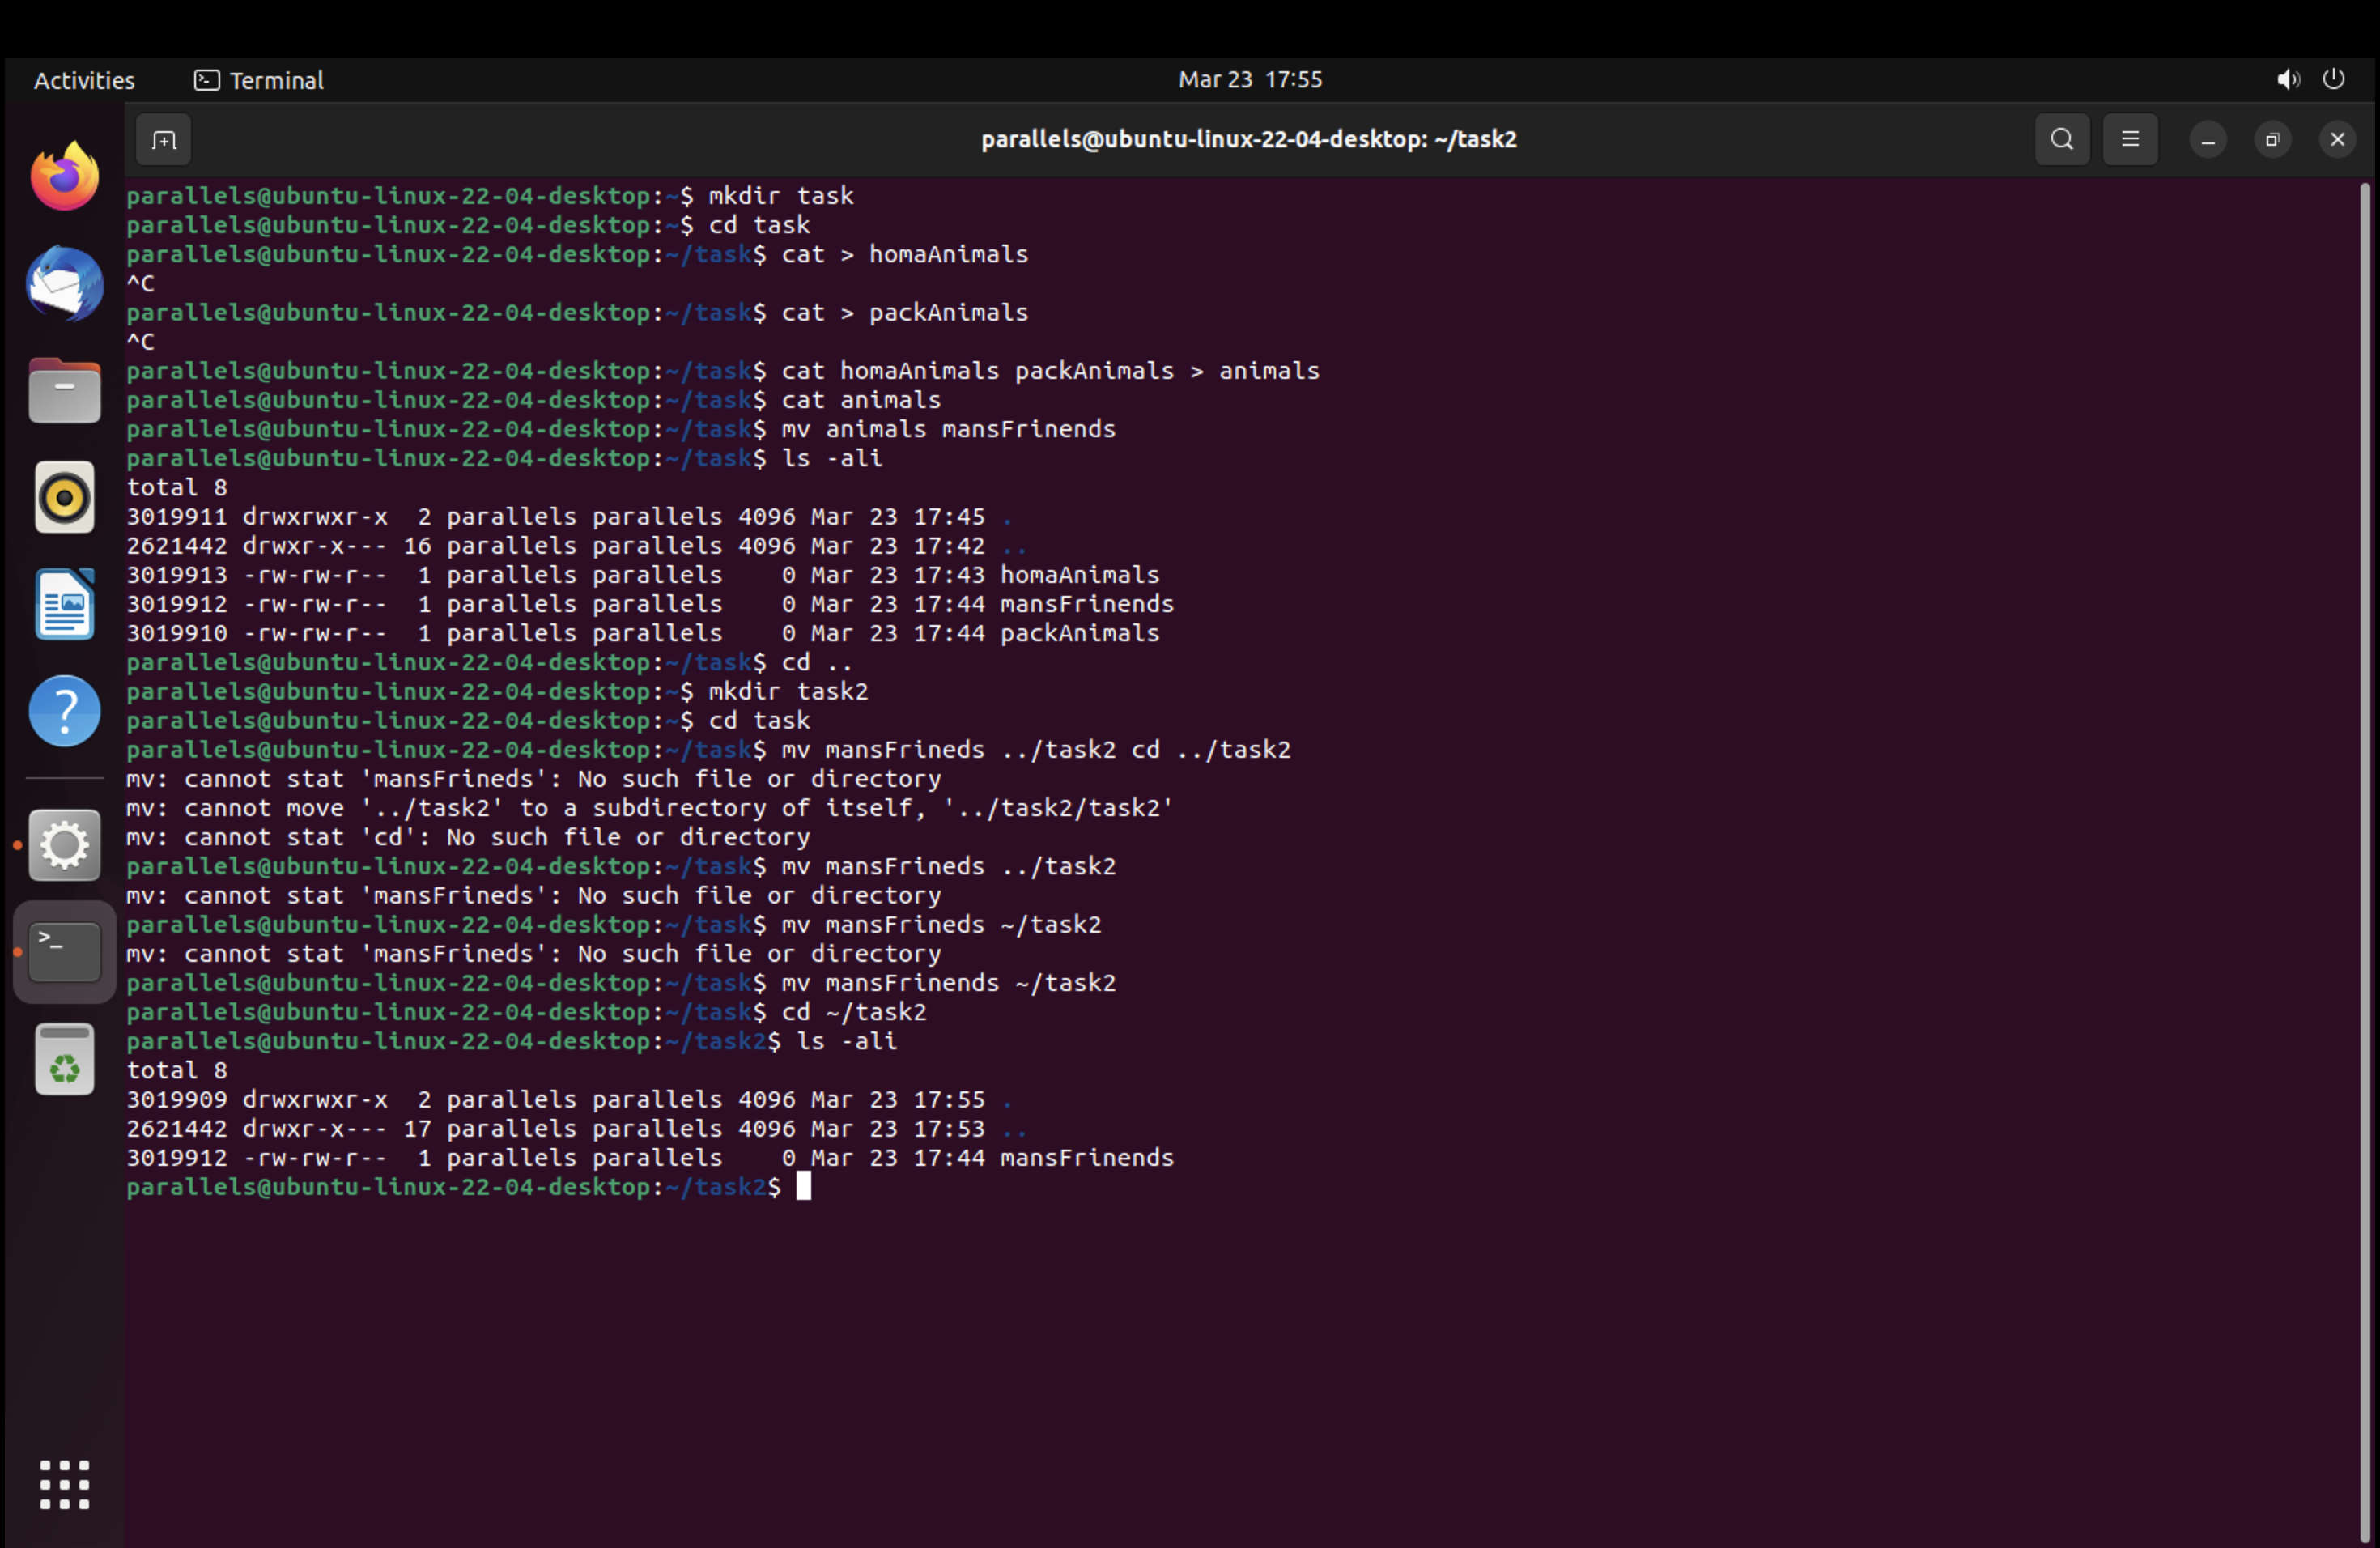 Activities
Terminal
Mar 23 17:55
parallels@ubuntu-linux-22-04-desktop: ~/task2
parallels@ubuntu-linux-22-04-desktop:~$ mkdir task
parallels@ubuntu-linux-22-04-desktop:~$ cd task
parallels@ubuntu-linux-22-04-desktop:~/task$ cat > homaAnimals
^C
parallels@ubuntu-linux-22-04-desktop:~/task$ cat > packAnimals
^C
parallels@ubuntu-linux-22-04-desktop:~/task$ cat homaAnimals packAnimals > animals
parallels@ubuntu-linux-22-04-desktop:~/task$ cat animals
parallels@ubuntu-linux-22-04-desktop:~/task$ mv animals mansFrinends
parallels@ubuntu-linux-22-04-desktop:~/task$ ls -ali
total 8
3019911 drwxrwxr-x  2 parallels parallels 4096 Mar 23 17:45 .
2621442 drwxr-x--- 16 parallels parallels 4096 Mar 23 17:42 ..
3019913 -rw-rw-r--  1 parallels parallels    0 Mar 23 17:43 homaAnimals
3019912 -rw-rw-r--  1 parallels parallels    0 Mar 23 17:44 mansFrinends
3019910 -rw-rw-r--  1 parallels parallels    0 Mar 23 17:44 packAnimals
parallels@ubuntu-linux-22-04-desktop:~/task$ cd ..
parallels@ubuntu-linux-22-04-desktop:~$ mkdir task2
parallels@ubuntu-linux-22-04-desktop:~$ cd task
parallels@ubuntu-linux-22-04-desktop:~/task$ mv mansFrineds ../task2 cd ../task2
mv: cannot stat 'mansFrineds': No such file or directory
mv: cannot move '../task2' to a subdirectory of itself, '../task2/task2'
mv: cannot stat 'cd': No such file or directory
parallels@ubuntu-linux-22-04-desktop:~/task$ mv mansFrineds ../task2
mv: cannot stat 'mansFrineds': No such file or directory
parallels@ubuntu-linux-22-04-desktop:~/task$ mv mansFrineds ~/task2
mv: cannot stat 'mansFrineds': No such file or directory
parallels@ubuntu-linux-22-04-desktop:~/task$ mv mansFrinends ~/task2
parallels@ubuntu-linux-22-04-desktop:~/task$ cd ~/task2
parallels@ubuntu-linux-22-04-desktop:~/task2$ ls -ali
total 8
3019909 drwxrwxr-x  2 parallels parallels 4096 Mar 23 17:55 .
2621442 drwxr-x--- 17 parallels parallels 4096 Mar 23 17:53 ..
3019912 -rw-rw-r--  1 parallels parallels    0 Mar 23 17:44 mansFrinends
parallels@ubuntu-linux-22-04-desktop:~/task2$